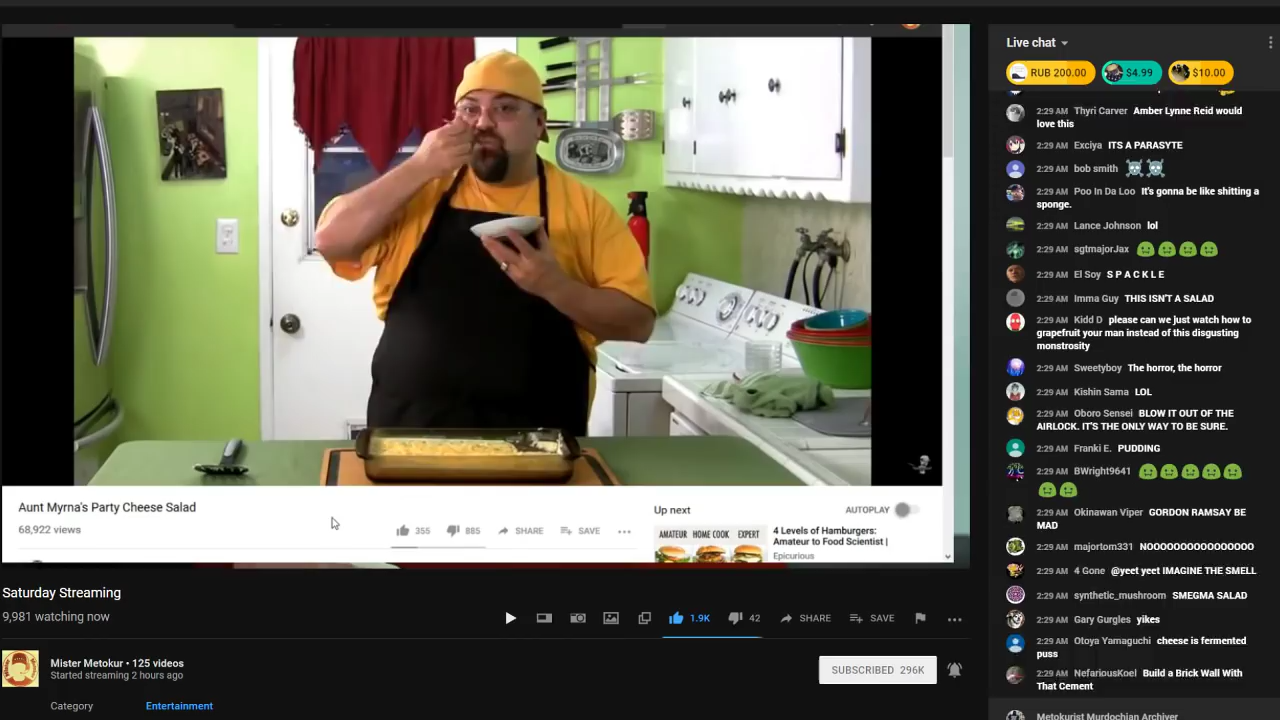 Aunt Myrna's Party Cheese Salad
68,922 views
355
885
SHARE
SAVE
Up next
AUTOPLAY
AMATEUR HOME COOK EXPERT
4 Levels of Hamburgers:
Amateur to Food Scientist |
Epicurious
Saturday Streaming
9,981 watching now
1.9K
42
SHARE
SAVE
Mister Metokur • 125 videos
Started streaming 2 hours ago
SUBSCRIBED 296K
Category
Entertainment
Live chat
RUB 200.00
$4.99
$10.00
2:29 AM Thyri Carver Amber Lynne Reid would
love this
2:29 AM Exciya ITS A PARASYTE
2:29 AM bob smith
2:29 AM Poo In Da Loo It's gonna be like shitting a
sponge.
2:29 AM Lance Johnson lol
2:29 AM sgtmajorJax
2:29 AM El Soy S P A C K L E
2:29 AM Imma Guy THIS ISN'T A SALAD
2:29 AM Kidd D please can we just watch how to
grapefruit your man instead of this disgusting
monstrosity
2:29 AM Sweetyboy The horror, the horror
2:29 AM Kishin Sama LOL
2:29 AM Oboro Sensei BLOW IT OUT OF THE
AIRLOCK. IT'S THE ONLY WAY TO BE SURE.
2:29 AM Franki E. PUDDING
2:29 AM BWright9641
2:29 AM Okinawan Viper GORDON RAMSAY BE
MAD
2:29 AM majortom331 NOOOOOOOOOOOOOOO
2:29 AM 4 Gone @yeet yeet IMAGINE THE SMELL
2:29 AM synthetic_mushroom SMEGMA SALAD
2:29 AM Gary Gurgles yikes
2:29 AM Otoya Yamaguchi cheese is fermented
puss
2:29 AM NefariousKoel Build a Brick Wall With
That Cement
Metokurist Murdochian Archiver